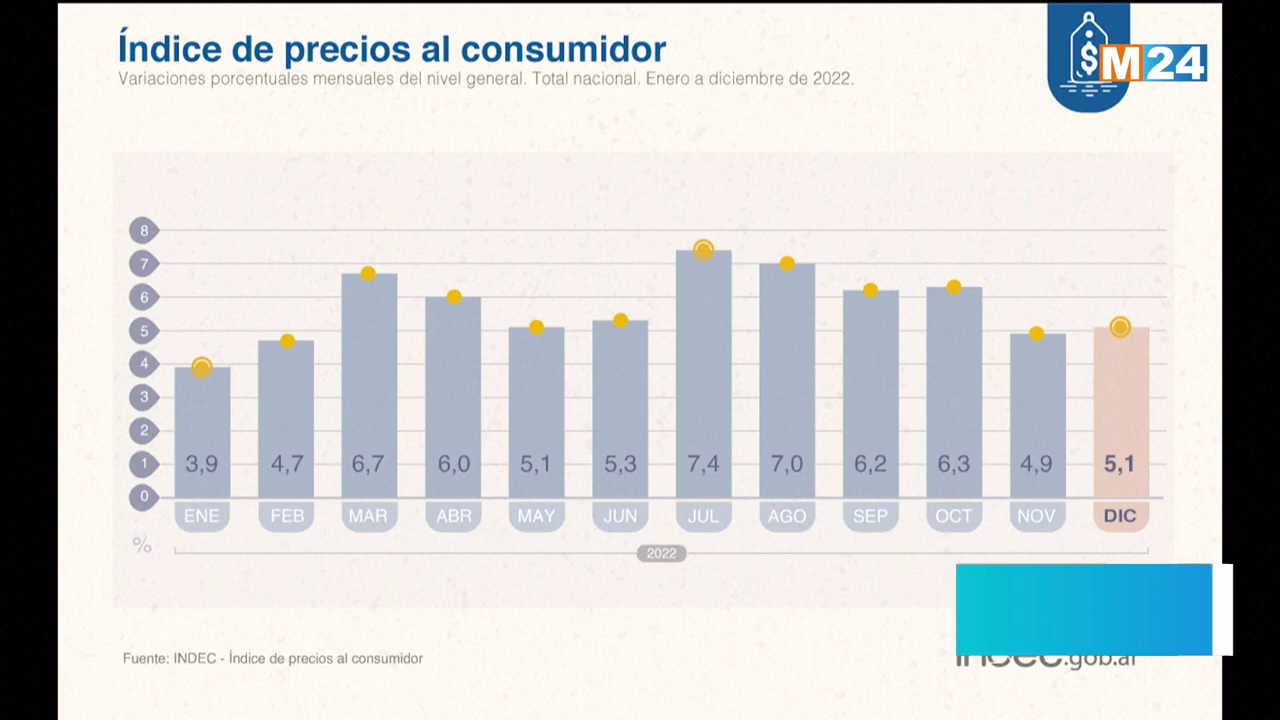 Índice de precios al consumidor
Variaciones porcentuales mensuales del nivel general. Total nacional. Enero a diciembre de 2022.
$
M24
8
7
6
5
4
3
2
1
0
3,9 4,7 6,7 6,0 5,1 5,3 7,4 7,0 6,2 6,3 4,9 5,1
ENE FEB MAR ABR MAY JUN JUL AGO SEP OCT NOV DIC
%
2022
Fuente: INDEC - Índice de precios al consumidor
indec.gob.ar